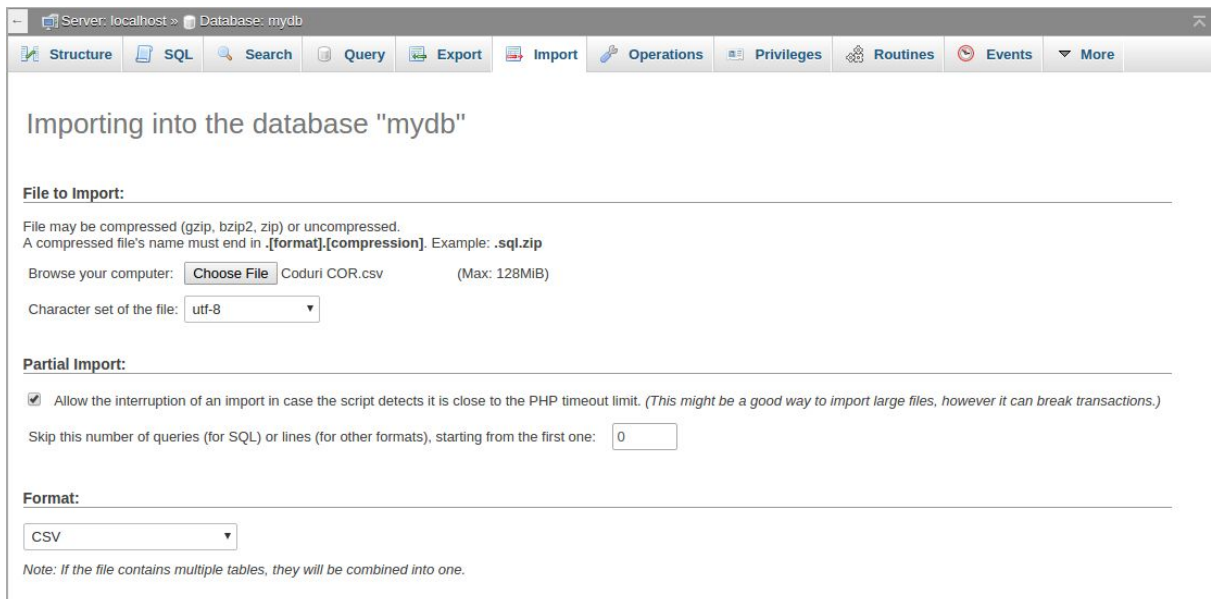 Server: localhost » Database: mydb
Structure SQL Search Query Export Import Operations Privileges Routines Events More
Importing into the database "mydb"
File to Import:
File may be compressed (gzip, bzip2, zip) or uncompressed.
A compressed file's name must end in .[format].[compression]. Example: .sql.zip
Browse your computer: Choose File Coduri COR.csv (Max: 128MiB)
Character set of the file: utf-8
Partial Import:
Allow the interruption of an import in case the script detects it is close to the PHP timeout limit. (This might be a good way to import large files, however it can break transactions.)
Skip this number of queries (for SQL) or lines (for other formats), starting from the first one: 0
Format:
CSV
Note: If the file contains multiple tables, they will be combined into one.